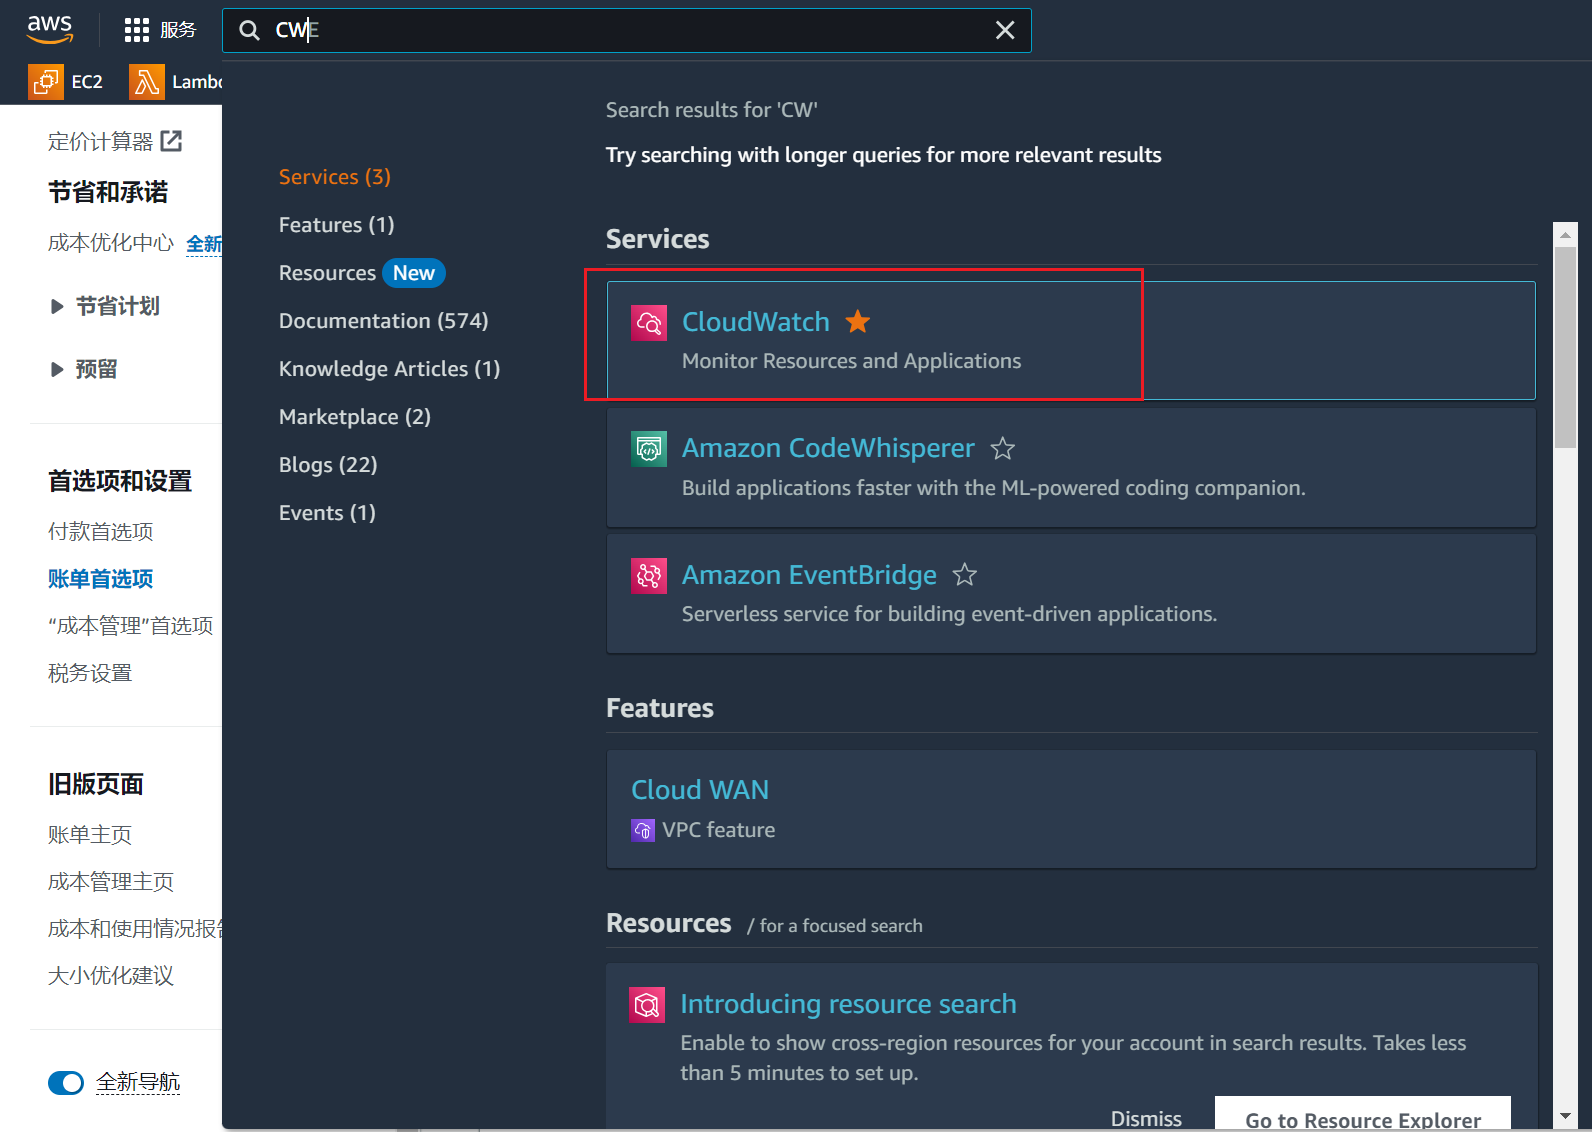 aws
服务
CWE
EC2
Lambd
定价计算器
节省和承诺
成本优化中心 全新
节省计划
预留
首选项和设置
付款首选项
账单首选项
“成本管理”首选项
税务设置
旧版页面
账单主页
成本管理主页
成本和使用情况报告
大小优化建议
全新导航
Services (3)
Features (1)
Resources New
Documentation (574)
Knowledge Articles (1)
Marketplace (2)
Blogs (22)
Events (1)
Search results for 'CW'
Try searching with longer queries for more relevant results
Services
CloudWatch
Monitor Resources and Applications
Amazon CodeWhisperer
Build applications faster with the ML-powered coding companion.
Amazon EventBridge
Serverless service for building event-driven applications.
Features
Cloud WAN
VPC feature
Resources / for a focused search
Introducing resource search
Enable to show cross-region resources for your account in search results. Takes less
than 5 minutes to set up.
Dismiss
Go to Resource Explorer